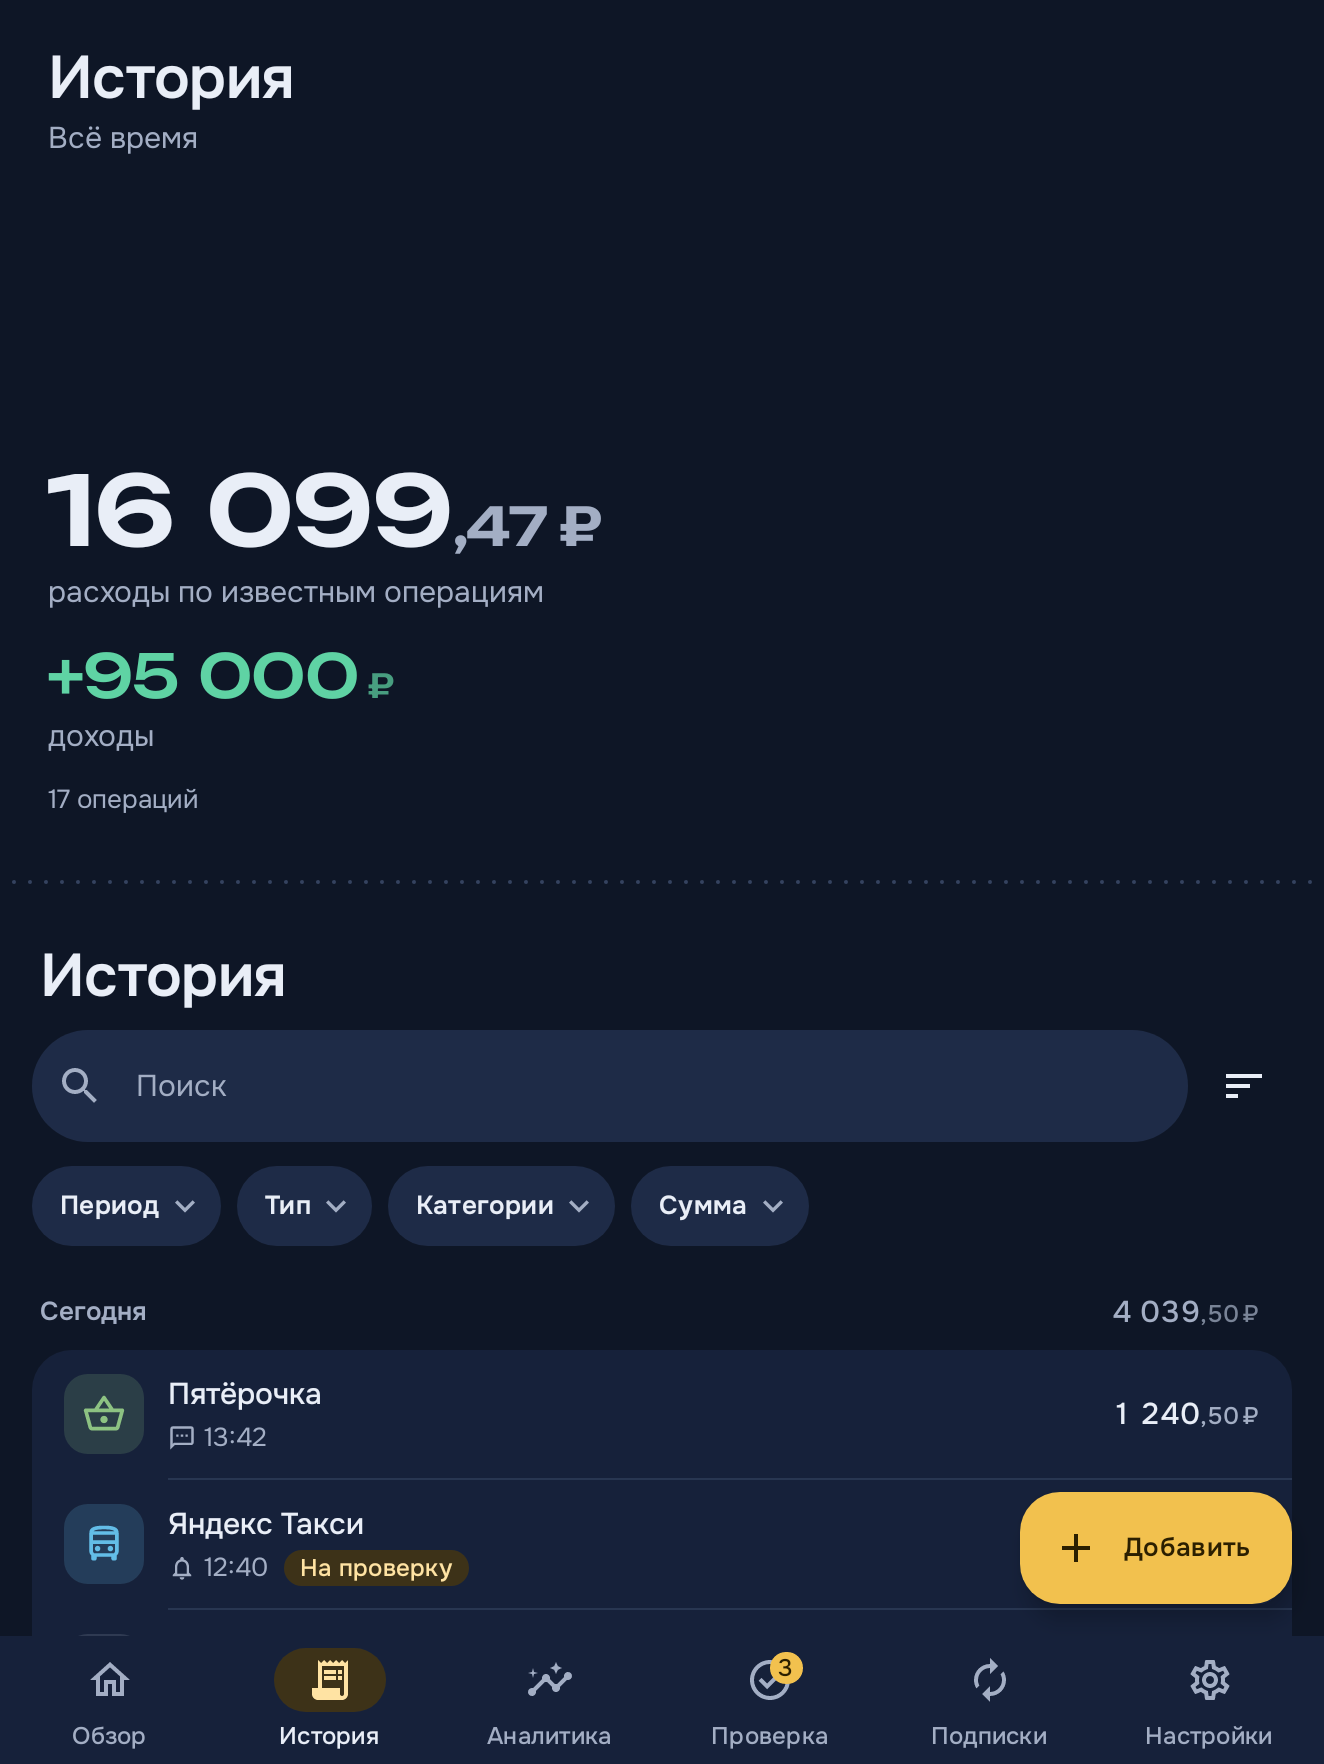 История
Всё время
16 099,47 ₽
расходы по известным операциям
+95 000 ₽
доходы
17 операций
История
Поиск
Период
Тип
Категории
Сумма
Сегодня
4 039,50 ₽
Пятёрочка
1 240,50 ₽
13:42
Яндекс Такси
12:40
На проверку
Добавить
3
Обзор
История
Аналитика
Проверка
Подписки
Настройки